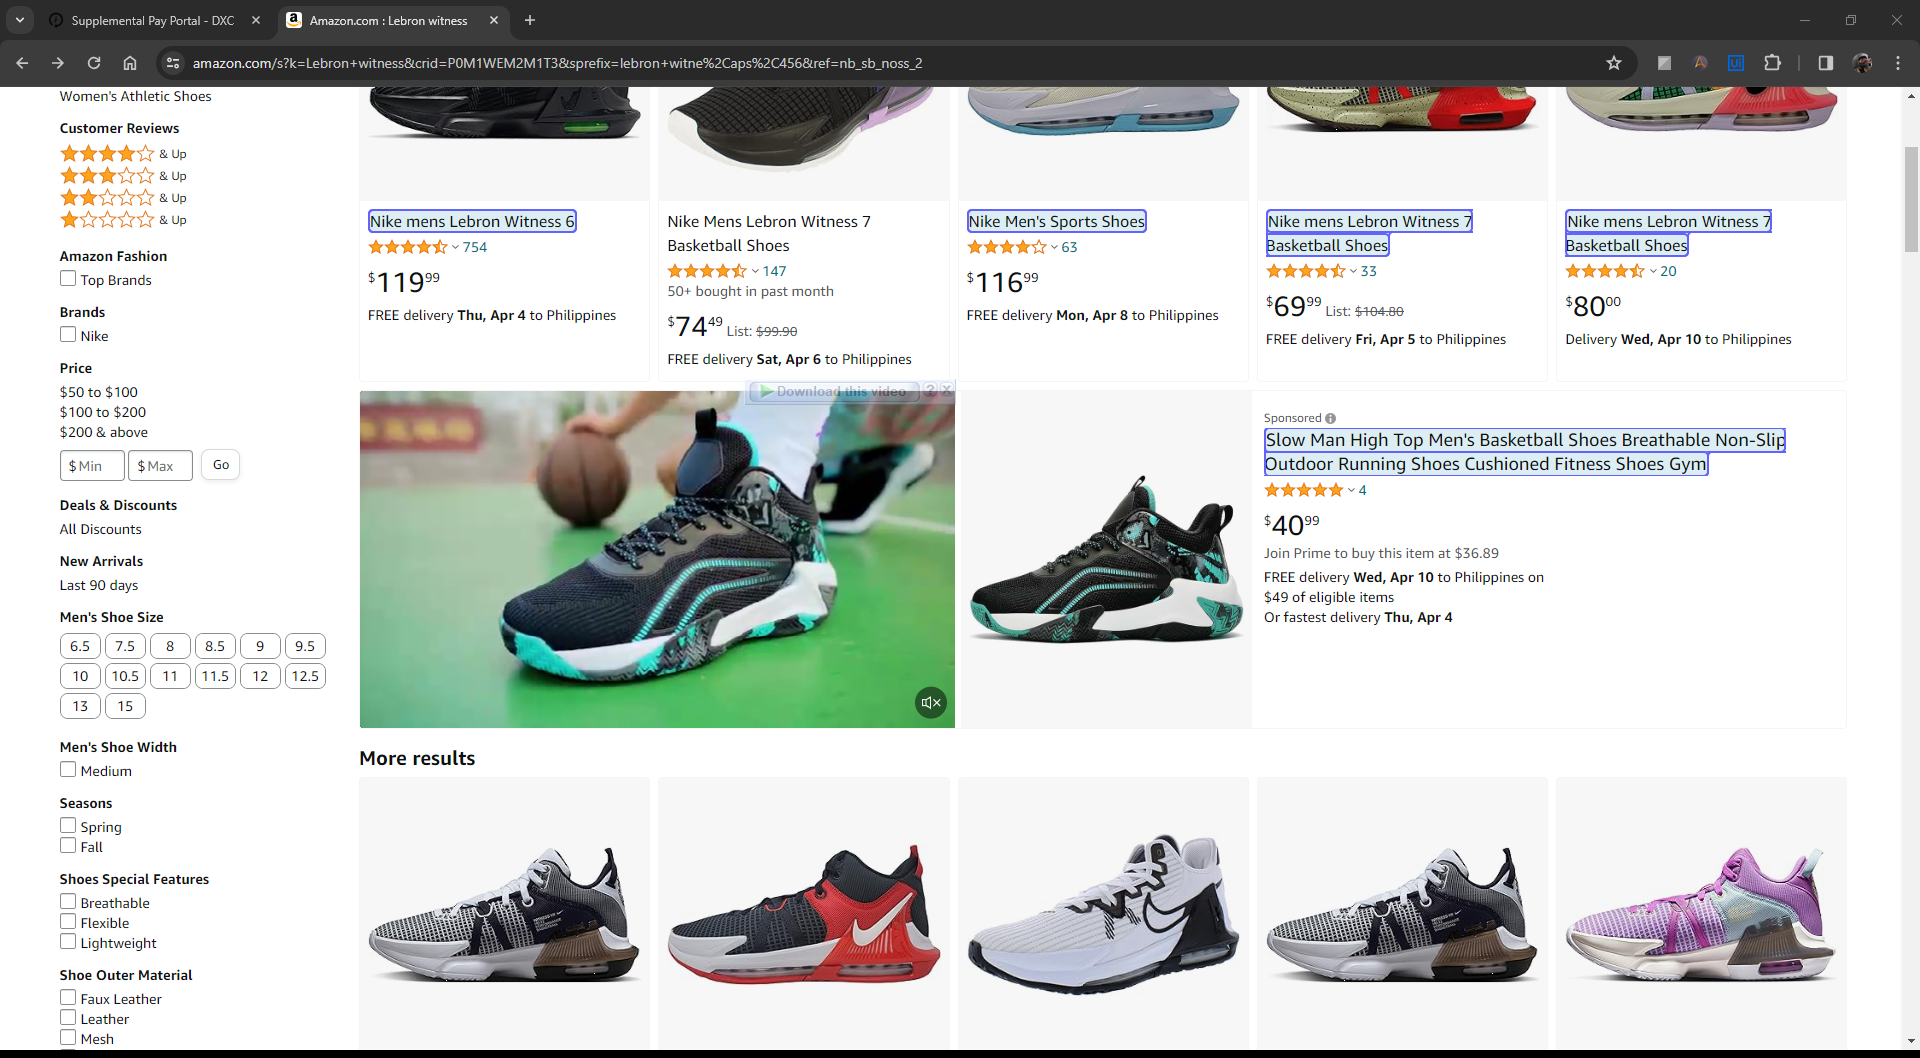 Supplemental Pay Portal - DXC
Amazon.com : Lebron witness
amazon.com/s?k=Lebron+witness&crid=P0M1WEM2M1T3&sprefix=lebron+witne%2Caps%2C456&ref=nb_sb_noss_2
Women's Athletic Shoes
Customer Reviews
& Up
& Up
& Up
& Up
Amazon Fashion
Top Brands
Brands
Nike
Price
$50 to $100
$100 to $200
$200 & above
$ Min $ Max Go
Deals & Discounts
All Discounts
New Arrivals
Last 90 days
Men's Shoe Size
6.5 7.5 8 8.5 9 9.5
10 10.5 11 11.5 12 12.5
13 15
Men's Shoe Width
Medium
Seasons
Spring
Fall
Shoes Special Features
Breathable
Flexible
Lightweight
Shoe Outer Material
Faux Leather
Leather
Mesh
Nike mens Lebron Witness 6
754
$119.99
FREE delivery Thu, Apr 4 to Philippines
Nike Mens Lebron Witness 7
Basketball Shoes
147
50+ bought in past month
$74.49 List: $99.90
FREE delivery Sat, Apr 6 to Philippines
Nike Men's Sports Shoes
63
$116.99
FREE delivery Mon, Apr 8 to Philippines
Nike mens Lebron Witness 7
Basketball Shoes
33
$69.99 List: $104.80
FREE delivery Fri, Apr 5 to Philippines
Nike mens Lebron Witness 7
Basketball Shoes
20
$80.00
Delivery Wed, Apr 10 to Philippines
Download this video ? X
Sponsored
Slow Man High Top Men's Basketball Shoes Breathable Non-Slip
Outdoor Running Shoes Cushioned Fitness Shoes Gym
4
$40.99
Join Prime to buy this item at $36.89
FREE delivery Wed, Apr 10 to Philippines on
$49 of eligible items
Or fastest delivery Thu, Apr 4
More results